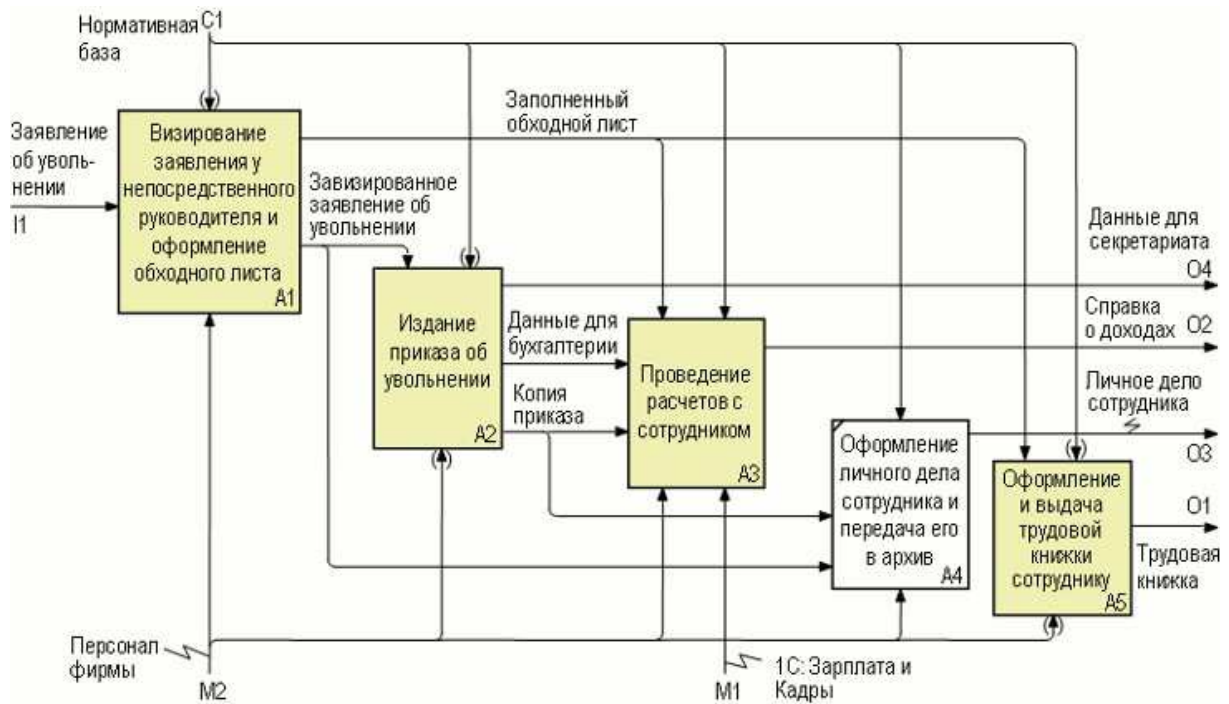 Нормативная
база
C1
Заявление
об уволь-
нении
I1
Визирование
заявления у
непосредственного
руководителя и
оформление
обходного листа
A1
Заполненный
обходной лист
Завизированное
заявление об
увольнении
Издание
приказа об
увольнении
A2
Данные для
бухгалтерии
Копия
приказа
Проведение
расчетов с
сотрудником
A3
Оформление
личного дела
сотрудника и
передача его
в архив
A4
Оформление
и выдача
трудовой
книжки
сотруднику
A5
Данные для
секретариата
O4
Справка
о доходах
O2
Личное дело
сотрудника
O3
O1
Трудовая
книжка
Персонал
фирмы
M2
M1
1С: Зарплата и
Кадры